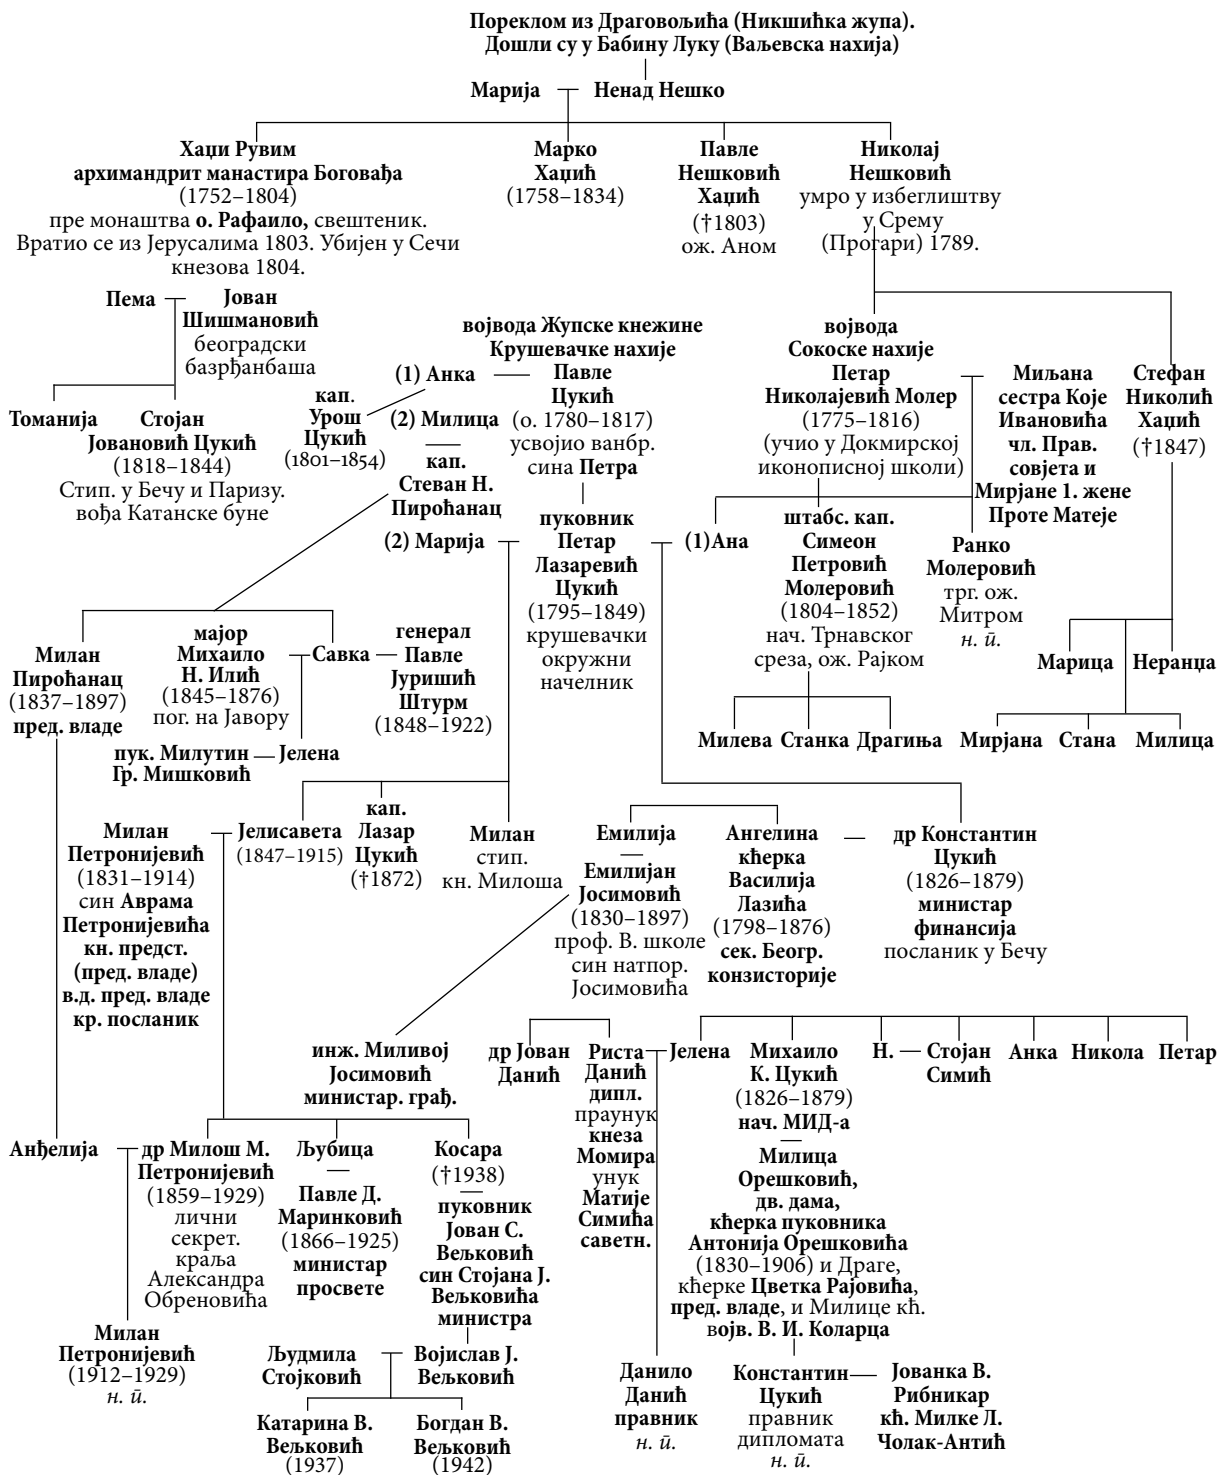 Пореклом из Драговољића (Никшићка жупа).
Дошли су у Бабину Луку (Ваљевска нахија)
Марија
Ненад Нешко
Хаџи Рувим
архимандрит манастира Боговађа
(1752–1804)
пре монаштва о. Рафаило, свештеник.
Вратио се из Јерусалима 1803. Убијен у Сечи
кнезова 1804.
Марко
Хаџић
(1758–1834)
Павле
Нешковић
Хаџић
(†1803)
ож. Аном
Николај
Нешковић
умро у избеглиштву
у Срему
(Прогари) 1789.
Пема
Јован
Шишмановић
београдски
базрђанбаша
Томанија
Стојан
Јовановић Цукић
(1818–1844)
Стип. у Бечу и Паризу.
вођа Катанске буне
војвода Жупске кнежине
Крушевачке нахије
(1) Анка
Павле
Цукић
(о. 1780–1817)
усвојио ванбр.
сина Петра
кап.
Урош
Цукић
(1801–1854)
(2) Милица
кап.
Стеван Н.
Пироћанац
војвода
Сокоске нахије
Петар
Николајевић Молер
(1775–1816)
(учио у Докмирској
иконописној школи)
Миљана
сестра Које
Ивановића
чл. Прав.
совјета и
Мирјане 1. жене
Проте Матеје
Стефан
Николић
Хаџић
(†1847)
(2) Марија
пуковник
Петар
Лазаревић
Цукић
(1795–1849)
крушевачки
окружни
начелник
(1)Ана
штабс. кап.
Симеон
Петровић
Молеровић
(1804–1852)
нач. Трнавског
среза, ож. Рајком
Ранко
Молеровић
трг. ож.
Митром
н. п̄.
Марица
Неранџа
Милева
Станка
Драгиња
Мирјана
Стана
Милица
Милан
Пироћанац
(1837–1897)
пред. владе
мајор
Михаило
Н. Илић
(1845–1876)
пог. на Јавору
Савка
генерал
Павле
Јуришић
Штурм
(1848–1922)
пук. Милутин
Гр. Мишковић
Јелена
Милан
Петронијевић
(1831–1914)
син Аврама
Петронијевића
кн. предст.
(пред. владе)
в.д. пред. владе
кр. посланик
Јелисавета
(1847–1915)
кап.
Лазар
Цукић
(†1872)
Милан
стип.
кн. Милоша
Емилија
Емилијан
Јосимовић
(1830–1897)
проф. В. школе
син натпор.
Јосимовића
Ангелина
кћерка
Василија
Лазића
(1798–1876)
сек. Београ.
конзисторије
др Константин
Цукић
(1826–1879)
министар
финансија
посланик у Бечу
инж. Миливој
Јосимовић
министар. грађ.
др Јован
Данић
Риста
Данић
дипл.
праунук
кнеза
Момира
унук
Матије
Симића
саветн.
Јелена
Михаило
К. Цукић
(1826–1879)
нач. МИД-а
Милица
Орешковић,
дв. дама,
кћерка пуковника
Антонија Орешковића
(1830–1906) и Драге,
кћерке Цветка Рајовића,
пред. владе, и Милице кћ.
војв. В. И. Коларца
Н.
Стојан
Симић
Анка
Никола
Петар
Анђелија
др Милош М.
Петронијевић
(1859–1929)
лични
секрет.
краља
Александра
Обреновића
Љубица
Павле Д.
Маринковић
(1866–1925)
министар
просвете
Косара
(†1938)
пуковник
Јован С.
Вељковић
син Стојана Ј.
Вељковића
министра
Милан
Петронијевић
(1912–1929)
н. п̄.
Људмила
Стојковић
Војислав Ј.
Вељковић
Катарина В.
Вељковић
(1937)
Богдан В.
Вељковић
(1942)
Данило
Данић
правник
н. п̄.
Константин
Цукић
правник
дипломата
н. п̄.
Јованка В.
Рибникар
кћ. Милке Л.
Чолак-Антић